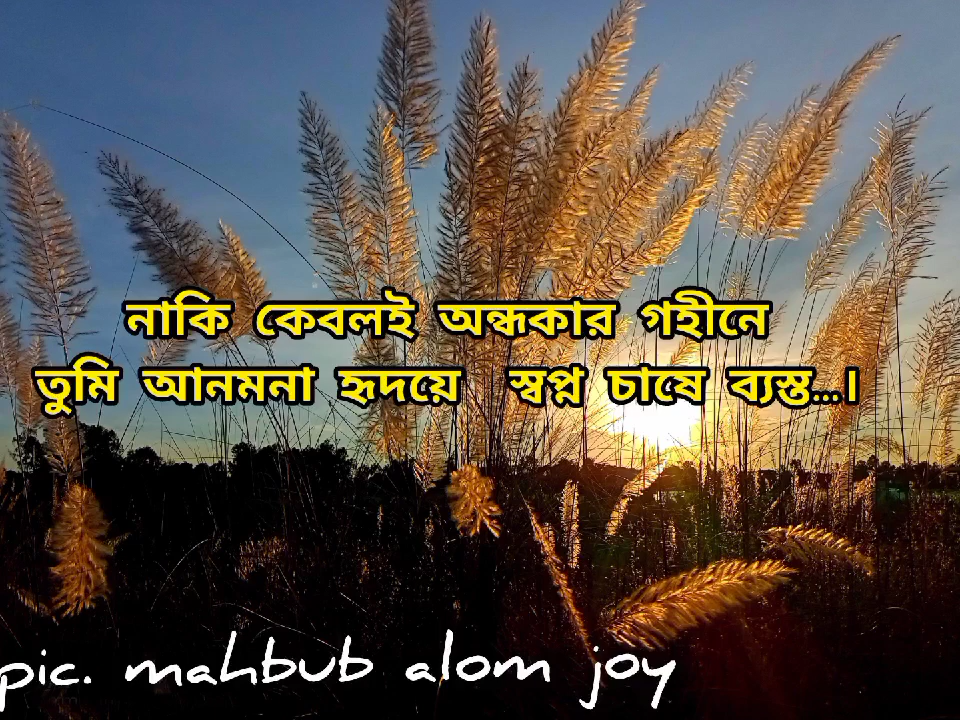 নাকি কেবলই অন্ধকার গহীনে
তুমি আনমনা হৃদয়ে স্বপ্ন চাষে ব্যস্ত...।
pic. mahbub alom joy